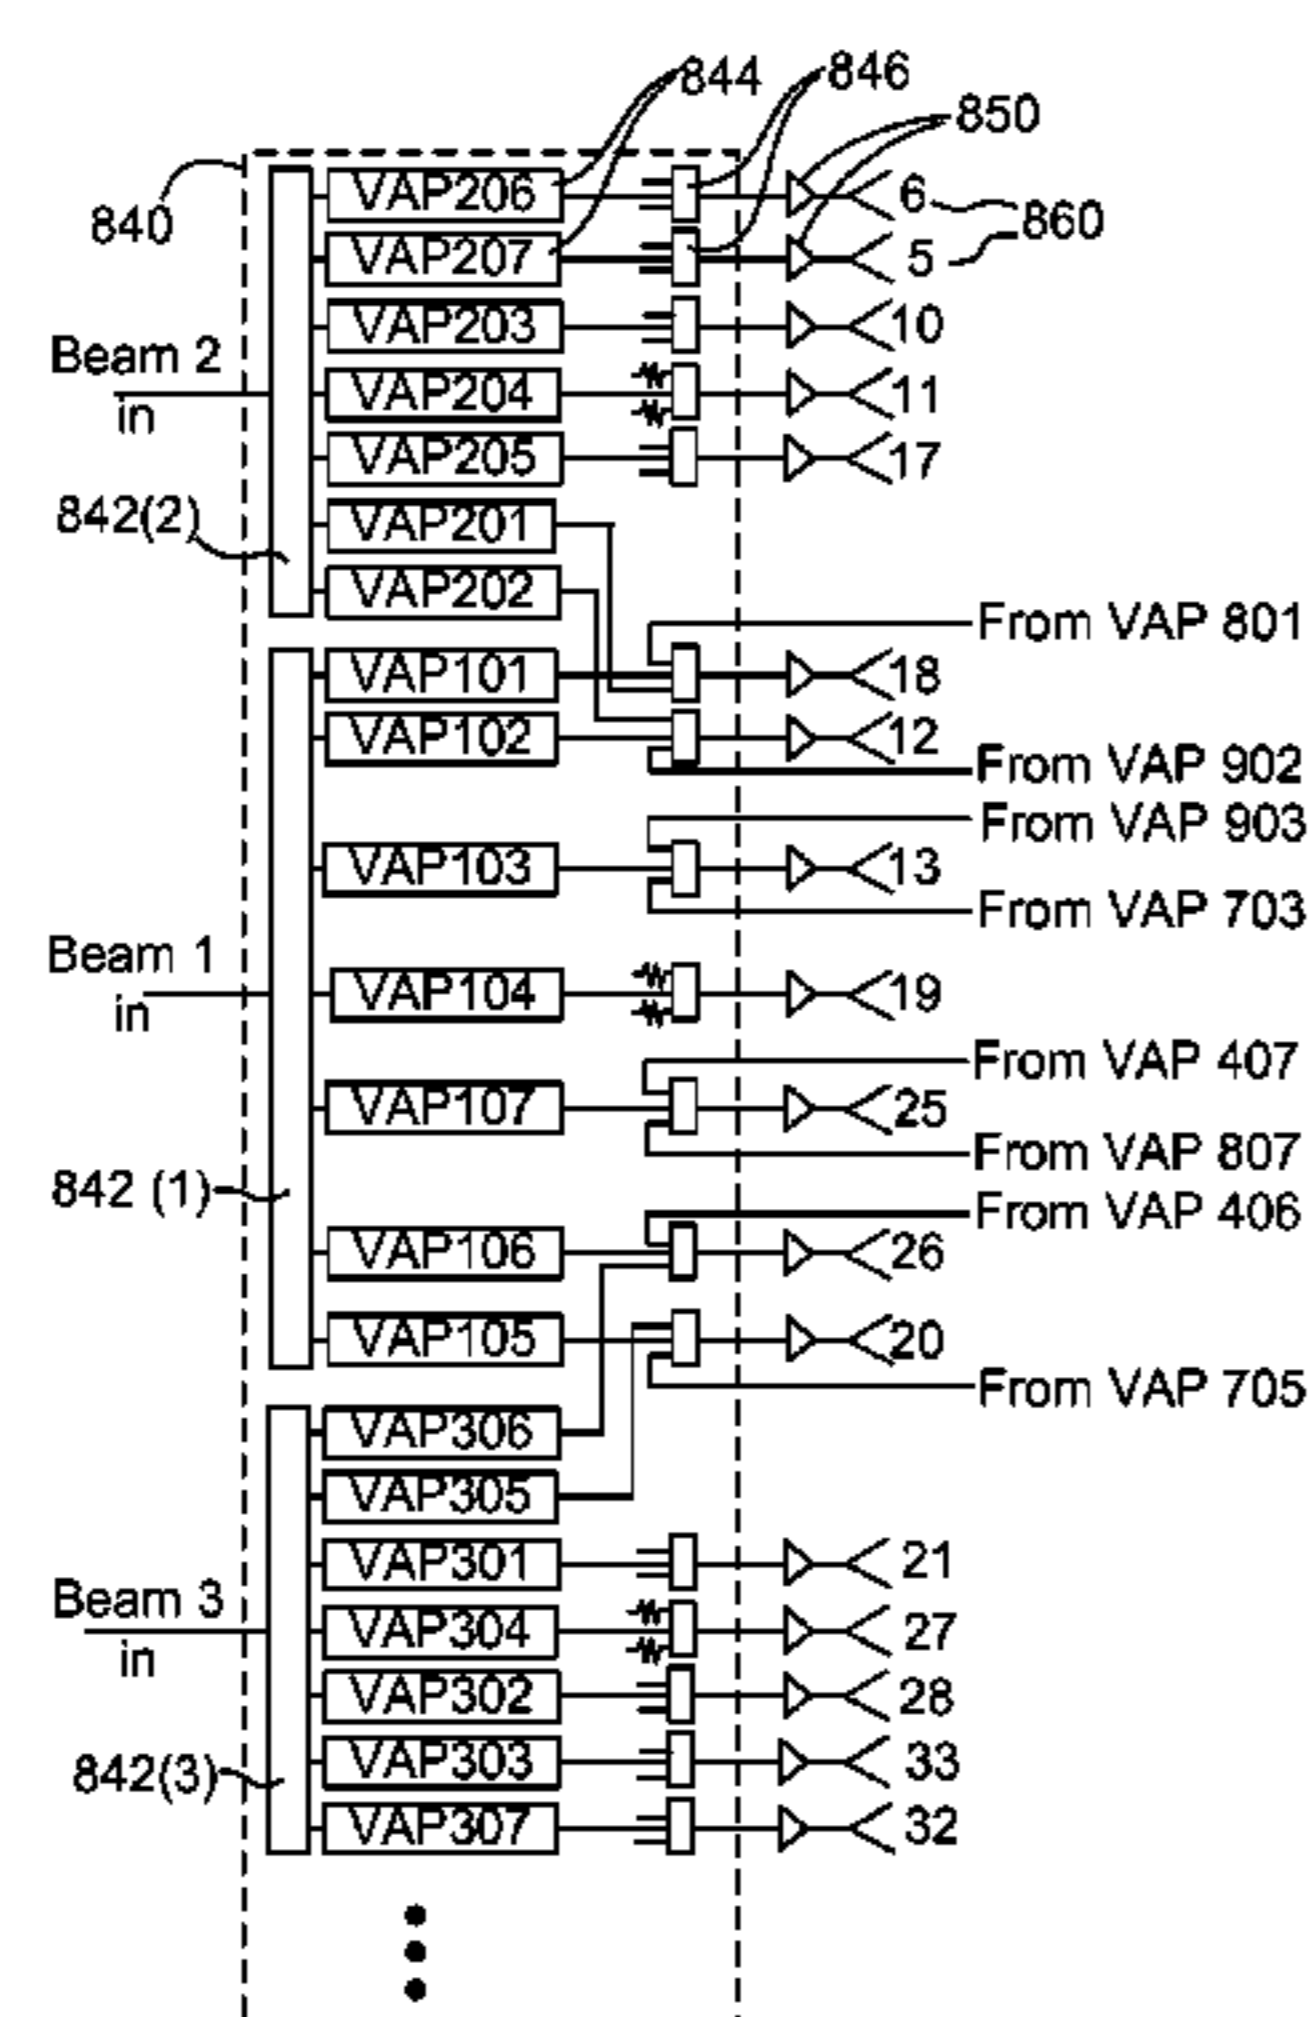 844
846
850
840
VAP206
6
860
VAP207
5
VAP203
10
Beam 2
in
VAP204
11
VAP205
17
842(2)
VAP201
VAP202
From VAP 801
VAP101
18
VAP102
12
From VAP 902
From VAP 903
VAP103
13
From VAP 703
Beam 1
in
VAP104
19
From VAP 407
VAP107
25
From VAP 807
842 (1)
From VAP 406
VAP106
26
VAP105
20
From VAP 705
VAP306
VAP305
VAP301
21
Beam 3
in
VAP304
27
VAP302
28
842(3)
VAP303
33
VAP307
32